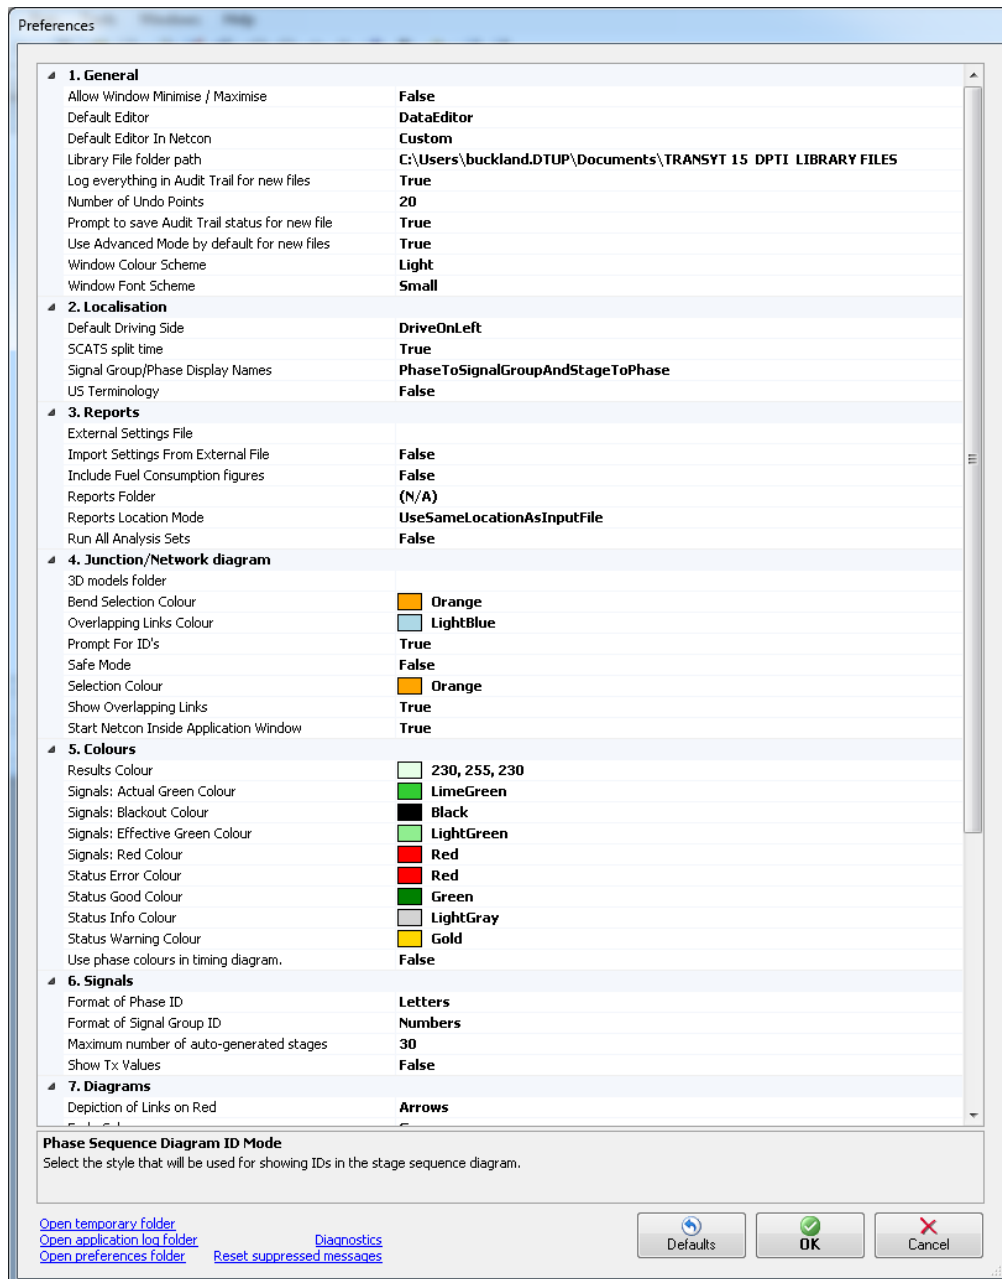 Preferences
1. General
Allow Window Minimise / Maximise False
Default Editor DataEditor
Default Editor In Netcon Custom
Library File folder path C:\Users\buckland.DTUP\Documents\TRANSYT 15 DPTI LIBRARY FILES
Log everything in Audit Trail for new files True
Number of Undo Points 20
Prompt to save Audit Trail status for new file True
Use Advanced Mode by default for new files True
Window Colour Scheme Light
Window Font Scheme Small
2. Localisation
Default Driving Side DriveOnLeft
SCATS split time True
Signal Group/Phase Display Names PhaseToSignalGroupAndStageToPhase
US Terminology False
3. Reports
External Settings File
Import Settings From External File False
Include Fuel Consumption figures False
Reports Folder (N/A)
Reports Location Mode UseSameLocationAsInputFile
Run All Analysis Sets False
4. Junction/Network diagram
3D models folder
Bend Selection Colour Orange
Overlapping Links Colour LightBlue
Prompt For ID's True
Safe Mode False
Selection Colour Orange
Show Overlapping Links True
Start Netcon Inside Application Window True
5. Colours
Results Colour 230, 255, 230
Signals: Actual Green Colour LimeGreen
Signals: Blackout Colour Black
Signals: Effective Green Colour LightGreen
Signals: Red Colour Red
Status Error Colour Red
Status Good Colour Green
Status Info Colour LightGray
Status Warning Colour Gold
Use phase colours in timing diagram. False
6. Signals
Format of Phase ID Letters
Format of Signal Group ID Numbers
Maximum number of auto-generated stages 30
Show Tx Values False
7. Diagrams
Depiction of Links on Red Arrows
Phase Sequence Diagram ID Mode
Select the style that will be used for showing IDs in the stage sequence diagram.
Open temporary folder
Open application log folder Diagnostics
Open preferences folder Reset suppressed messages
Defaults OK Cancel